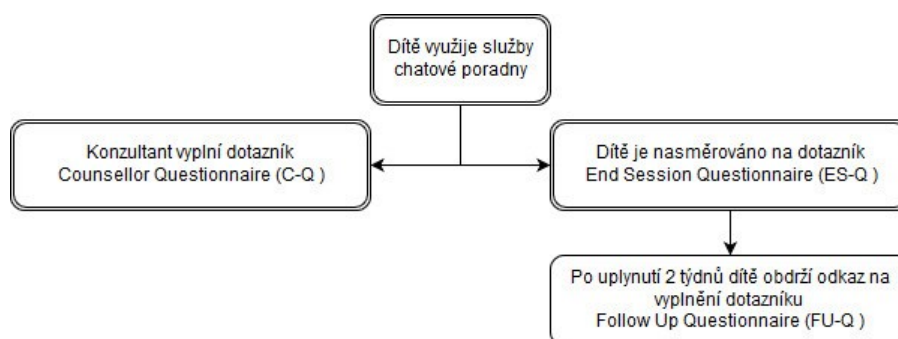 Dítě využije služby
chatové poradny
Konzultant vyplní dotazník
Counsellor Questionnaire (C-Q )
Dítě je nasměrováno na dotazník
End Session Questionnaire (ES-Q )
Po uplynutí 2 týdnů dítě obdrží odkaz na
vyplnění dotazníku
Follow Up Questionnaire (FU-Q )